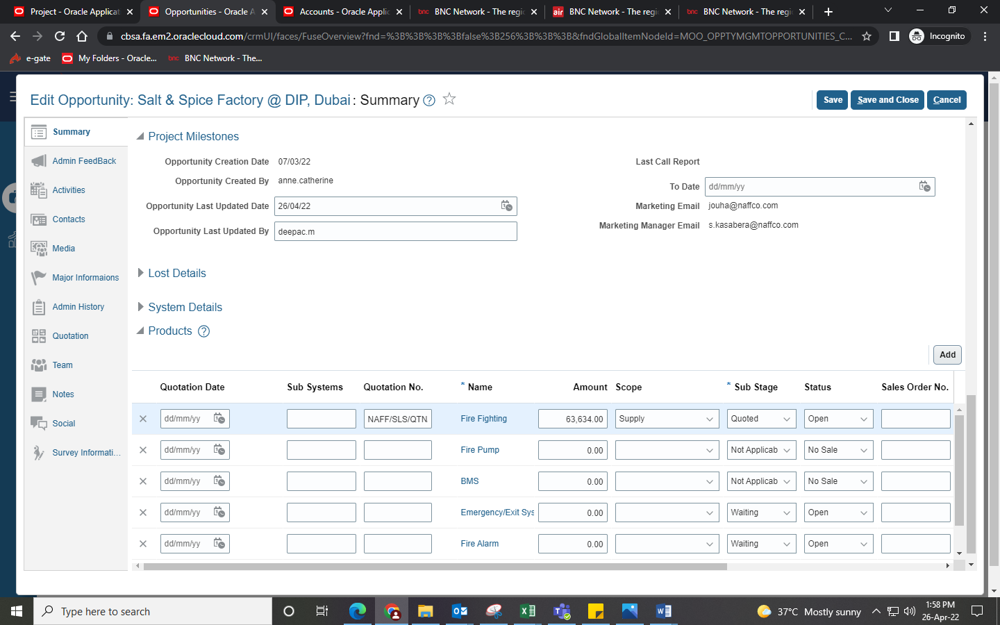 Project - Oracle Applicat
Opportunities - Oracle A
Accounts - Oracle Applic
bnc BNC Network - The regi
air BNC Network - The regi
bnc BNC Network - The regi
cbsa.fa.em2.oraclecloud.com/crmUI/faces/FuseOverview?fnd=%3B%3B%3B%3Bfalse%3B256%3B%3B%3B&fndGlobalItemNodeId=MOO_OPPTYMGMTOPPORTUNITIES_C...
Incognito
e-gate
My Folders - Oracle...
bnc BNC Network - The...
Edit Opportunity: Salt & Spice Factory @ DIP, Dubai : Summary ?
Save
Save and Close
Cancel
Summary
Admin FeedBack
Activities
Contacts
Media
Major Informaions
Admin History
Quotation
Team
Notes
Social
Survey Informati...
Project Milestones
Opportunity Creation Date 07/03/22
Opportunity Created By anne.catherine
Opportunity Last Updated Date 26/04/22
Opportunity Last Updated By deepac.m
Last Call Report
To Date dd/mm/yy
Marketing Email jouha@naffco.com
Marketing Manager Email s.kasabera@naffco.com
Lost Details
System Details
Products ?
Add
Quotation Date Sub Systems Quotation No. * Name Amount Scope * Sub Stage Status Sales Order No.
dd/mm/yy NAFF/SLS/QTN Fire Fighting 63,634.00 Supply Quoted Open
dd/mm/yy Fire Pump 0.00 Not Applicab No Sale
dd/mm/yy BMS 0.00 Not Applicab No Sale
dd/mm/yy Emergency/Exit Sys 0.00 Waiting Open
dd/mm/yy Fire Alarm 0.00 Waiting Open
Type here to search
37°C Mostly sunny
1:58 PM
26-Apr-22